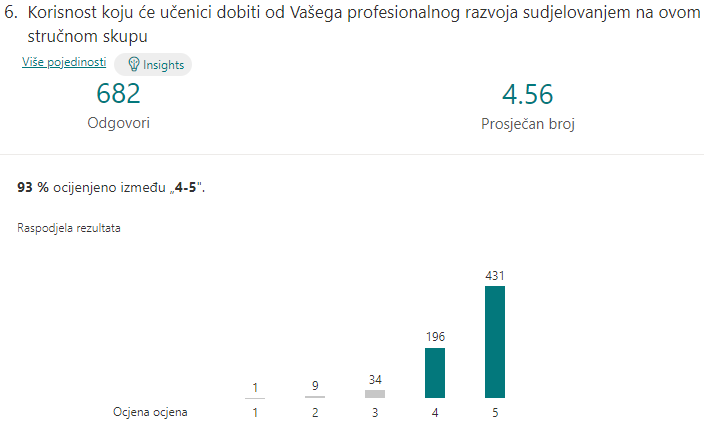 6. Korisnost koju će učenici dobiti od Vašega profesionalnog razvoja sudjelovanjem na ovom
stručnom skupu
Više pojedinosti
Insights
682
Odgovori
4.56
Prosječan broj
93 % ocijenjeno između „4-5".
Raspodjela rezultata
1 9 34 196 431
Ocjena ocjena 1 2 3 4 5